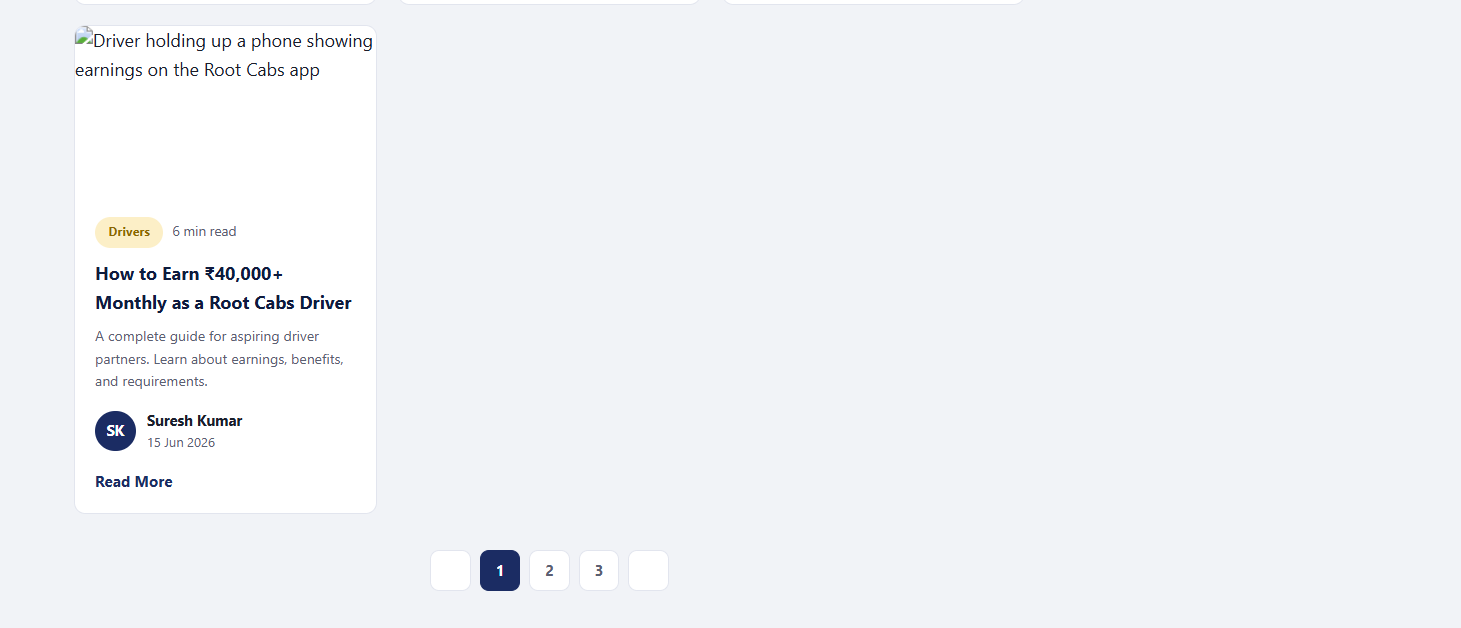 Driver holding up a phone showing
earnings on the Root Cabs app
Drivers
6 min read
How to Earn ₹40,000+
Monthly as a Root Cabs Driver
A complete guide for aspiring driver
partners. Learn about earnings, benefits,
and requirements.
SK
Suresh Kumar
15 Jun 2026
Read More
1 2 3